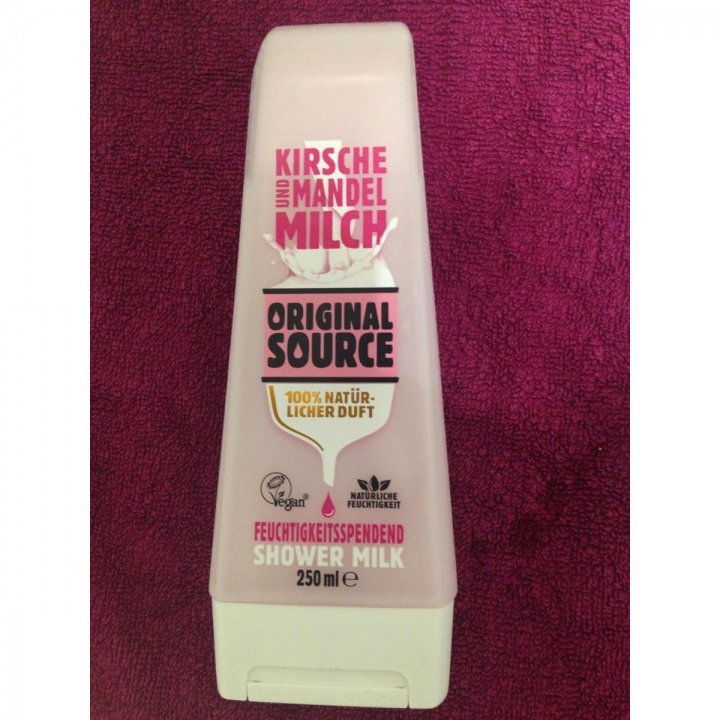 KIRSCHE
UND MANDEL
MILCH
ORIGINAL
SOURCE
100% NATÜR-
LICHER DUFT
Vegan®
NATÜRLICHE
FEUCHTIGKEIT
FEUCHTIGKEITSSPENDEND
SHOWER MILK
250 ml ℮